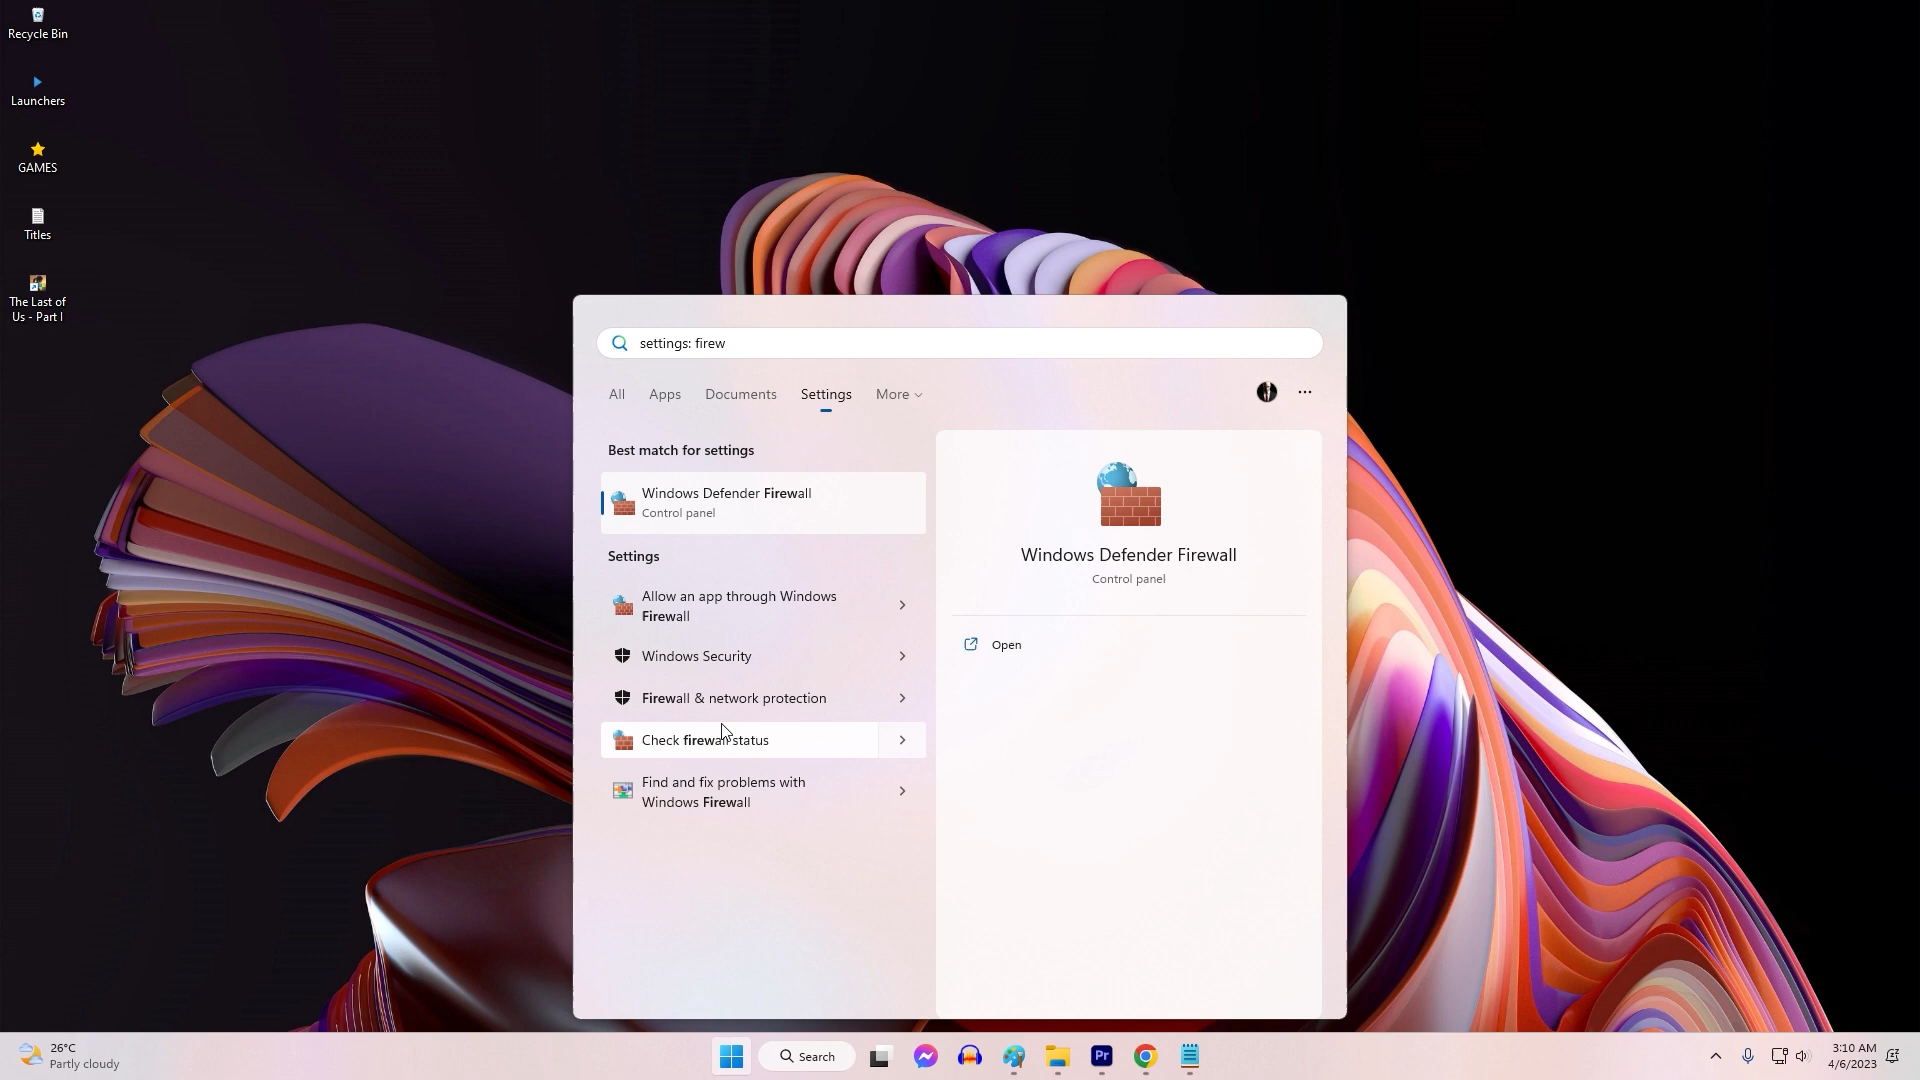 Recycle Bin
Launchers
GAMES
Titles
The Last of
Us - Part I
settings: firew
All
Apps
Documents
Settings
More
Best match for settings
Windows Defender Firewall
Control panel
Settings
Allow an app through Windows
Firewall
Windows Security
Firewall & network protection
Check firewall status
Find and fix problems with
Windows Firewall
Windows Defender Firewall
Control panel
Open
26°C
Partly cloudy
Search
Pr
3:10 AM
4/6/2023